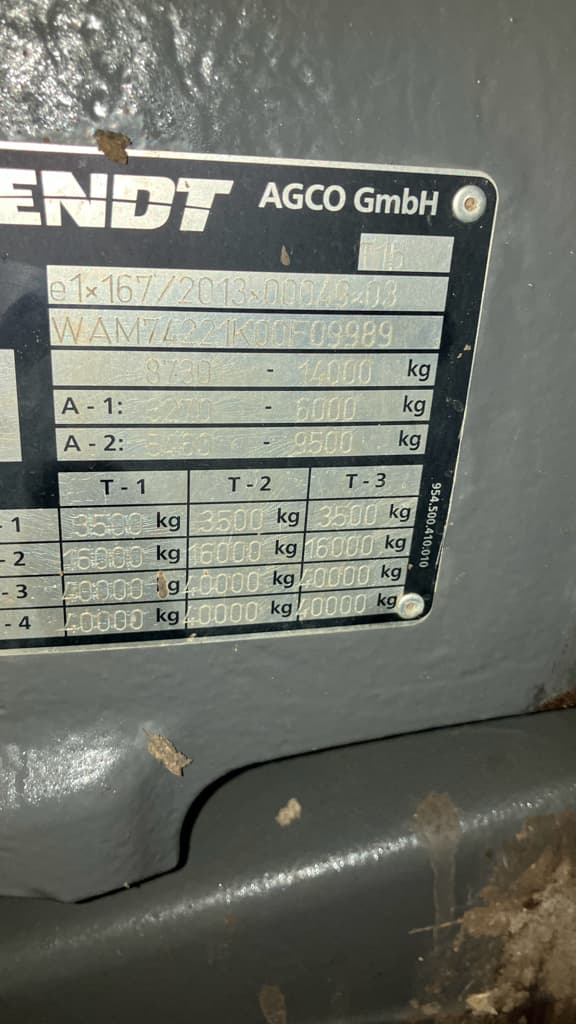 ENDT AGCO GmbH
T1b
e1*167/2013*00049*03
WAM74221K00F09989
8730 - 14000 kg
A - 1: 3270 - 6000 kg
A - 2: 5460 - 9500 kg
T - 1 T - 2 T - 3
- 1 3500 kg 3500 kg 3500 kg
- 2 16000 kg 16000 kg 16000 kg
- 3 40000 kg 40000 kg 40000 kg
- 4 40000 kg 40000 kg 40000 kg
954.500.410.010